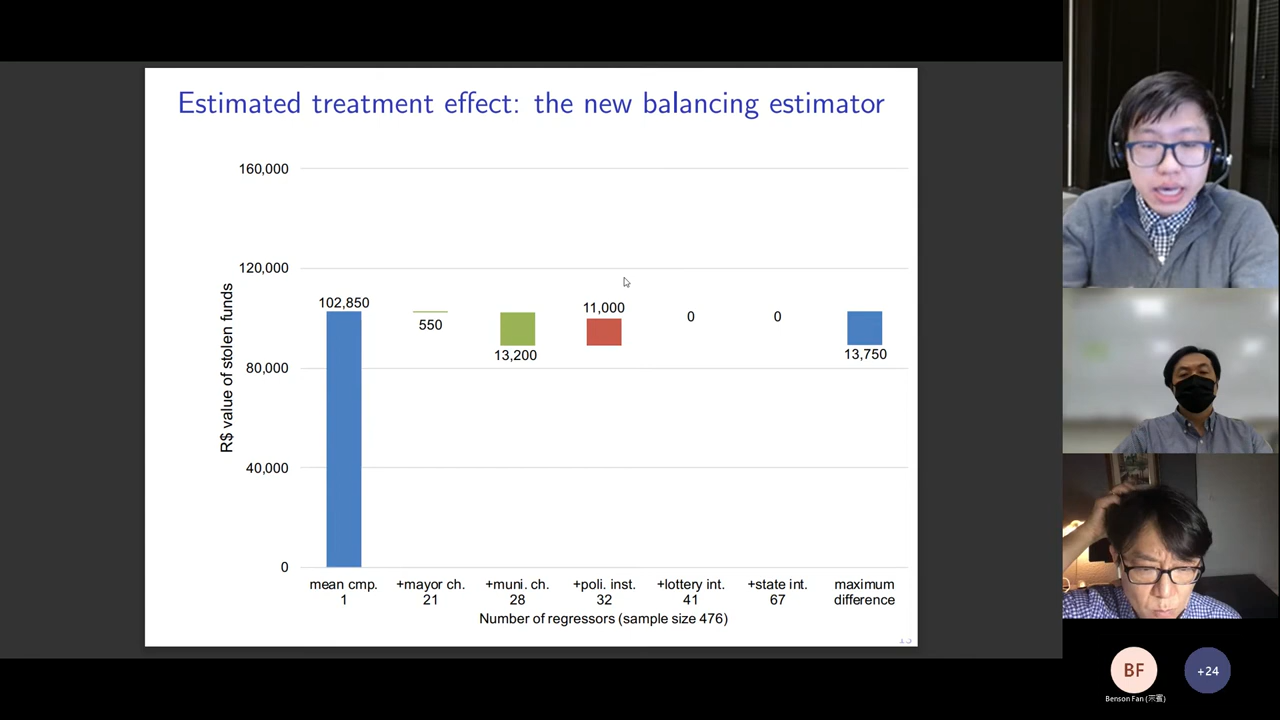 Estimated treatment effect: the new balancing estimator
160,000
120,000
80,000
40,000
0
R$ value of stolen funds
102,850
550
13,200
11,000
0
0
13,750
mean cmp. +mayor ch. +muni. ch. +poli. inst. +lottery int. +state int. maximum
1 21 28 32 41 67 difference
Number of regressors (sample size 476)
BF
+24